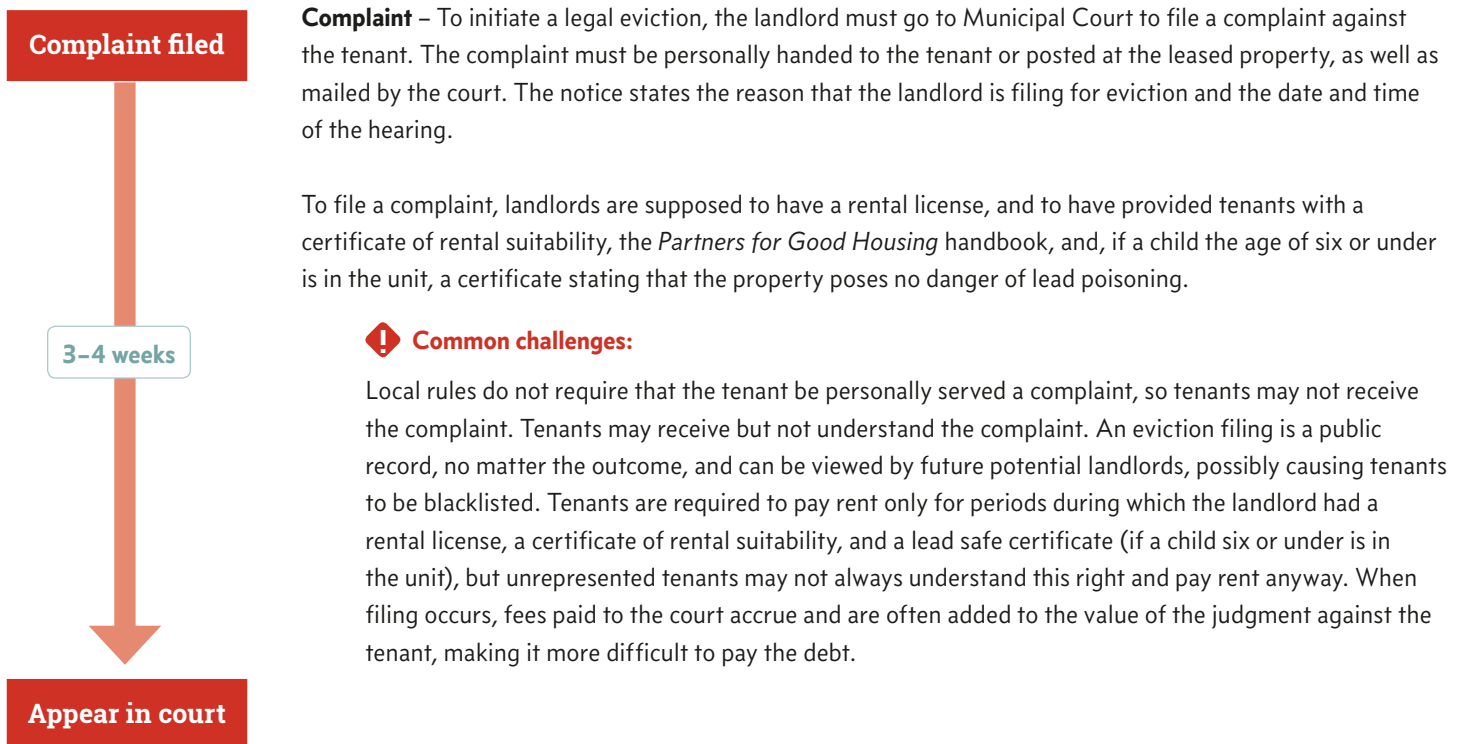 Complaint filed
3–4 weeks
Appear in court
Complaint – To initiate a legal eviction, the landlord must go to Municipal Court to file a complaint against
the tenant. The complaint must be personally handed to the tenant or posted at the leased property, as well as
mailed by the court. The notice states the reason that the landlord is filing for eviction and the date and time
of the hearing.
To file a complaint, landlords are supposed to have a rental license, and to have provided tenants with a
certificate of rental suitability, the Partners for Good Housing handbook, and, if a child the age of six or under
is in the unit, a certificate stating that the property poses no danger of lead poisoning.
! Common challenges:
Local rules do not require that the tenant be personally served a complaint, so tenants may not receive
the complaint. Tenants may receive but not understand the complaint. An eviction filing is a public
record, no matter the outcome, and can be viewed by future potential landlords, possibly causing tenants
to be blacklisted. Tenants are required to pay rent only for periods during which the landlord had a
rental license, a certificate of rental suitability, and a lead safe certificate (if a child six or under is in
the unit), but unrepresented tenants may not always understand this right and pay rent anyway. When
filing occurs, fees paid to the court accrue and are often added to the value of the judgment against the
tenant, making it more difficult to pay the debt.